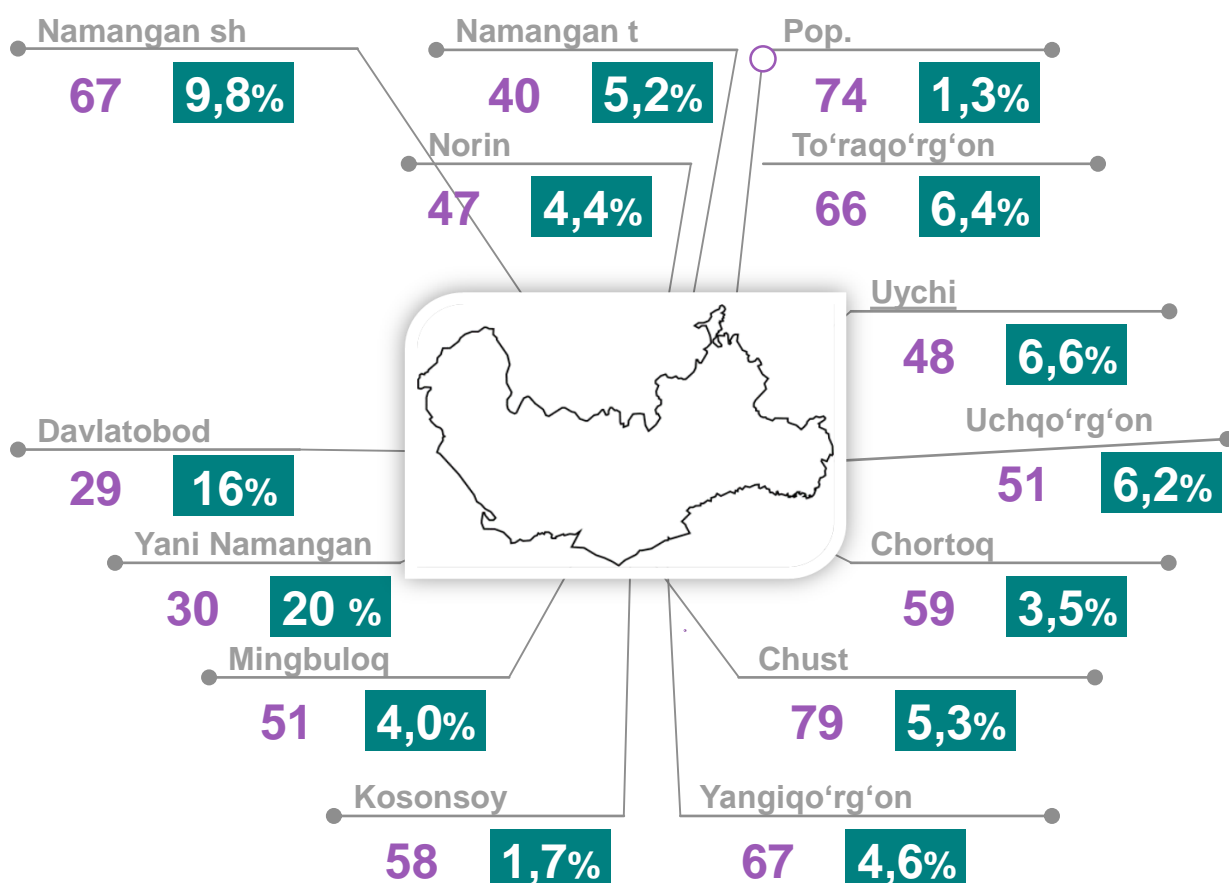 Namangan sh
67 9,8%
Namangan t
40 5,2%
Pop.
74 1,3%
Norin
47 4,4%
To‘raqo‘rg‘on
66 6,4%
Uychi
48 6,6%
Davlatobod
29 16%
Uchqo‘rg‘on
51 6,2%
Yani Namangan
30 20 %
Chortoq
59 3,5%
Mingbuloq
51 4,0%
Chust
79 5,3%
Kosonsoy
58 1,7%
Yangiqo‘rg‘on
67 4,6%